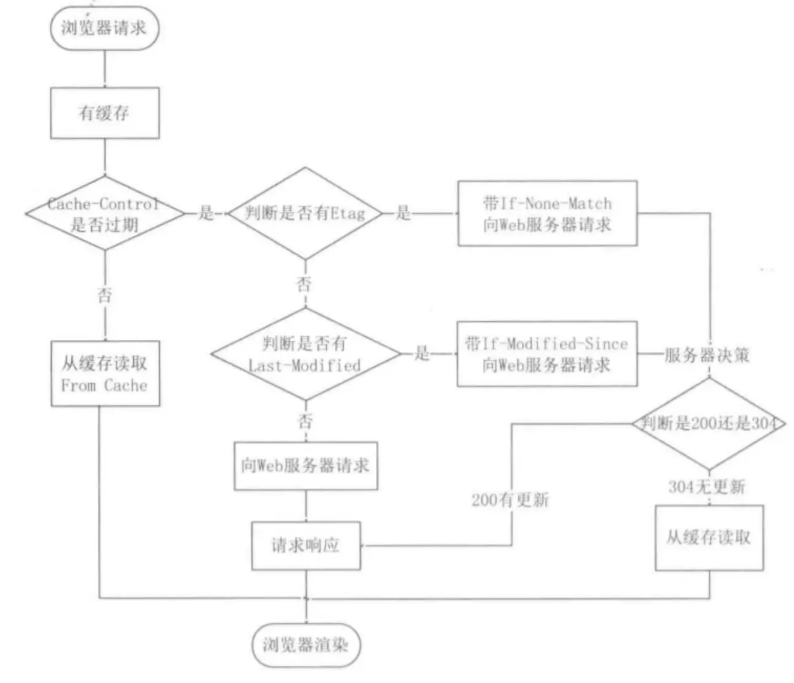 浏览器请求
有缓存
Cache-Control
是否过期
是
判断是否有Etag
是
带If-None-Match
向Web服务器请求
否
否
从缓存读取
From Cache
判断是否有
Last-Modified
是
带If-Modified-Since
向Web服务器请求
服务器决策
否
判断是200还是304
向Web服务器请求
200有更新
304无更新
请求响应
从缓存读取
浏览器渲染